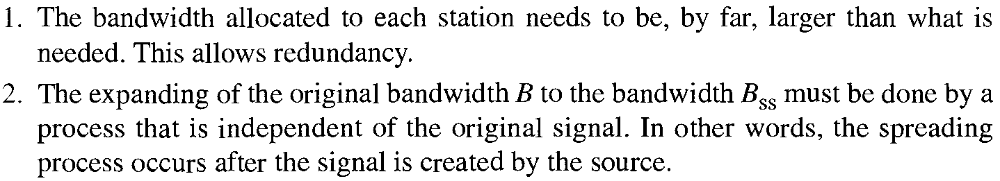 1. The bandwidth allocated to each station needs to be, by far, larger than what is
needed. This allows redundancy.
2. The expanding of the original bandwidth B to the bandwidth Bss must be done by a
process that is independent of the original signal. In other words, the spreading
process occurs after the signal is created by the source.